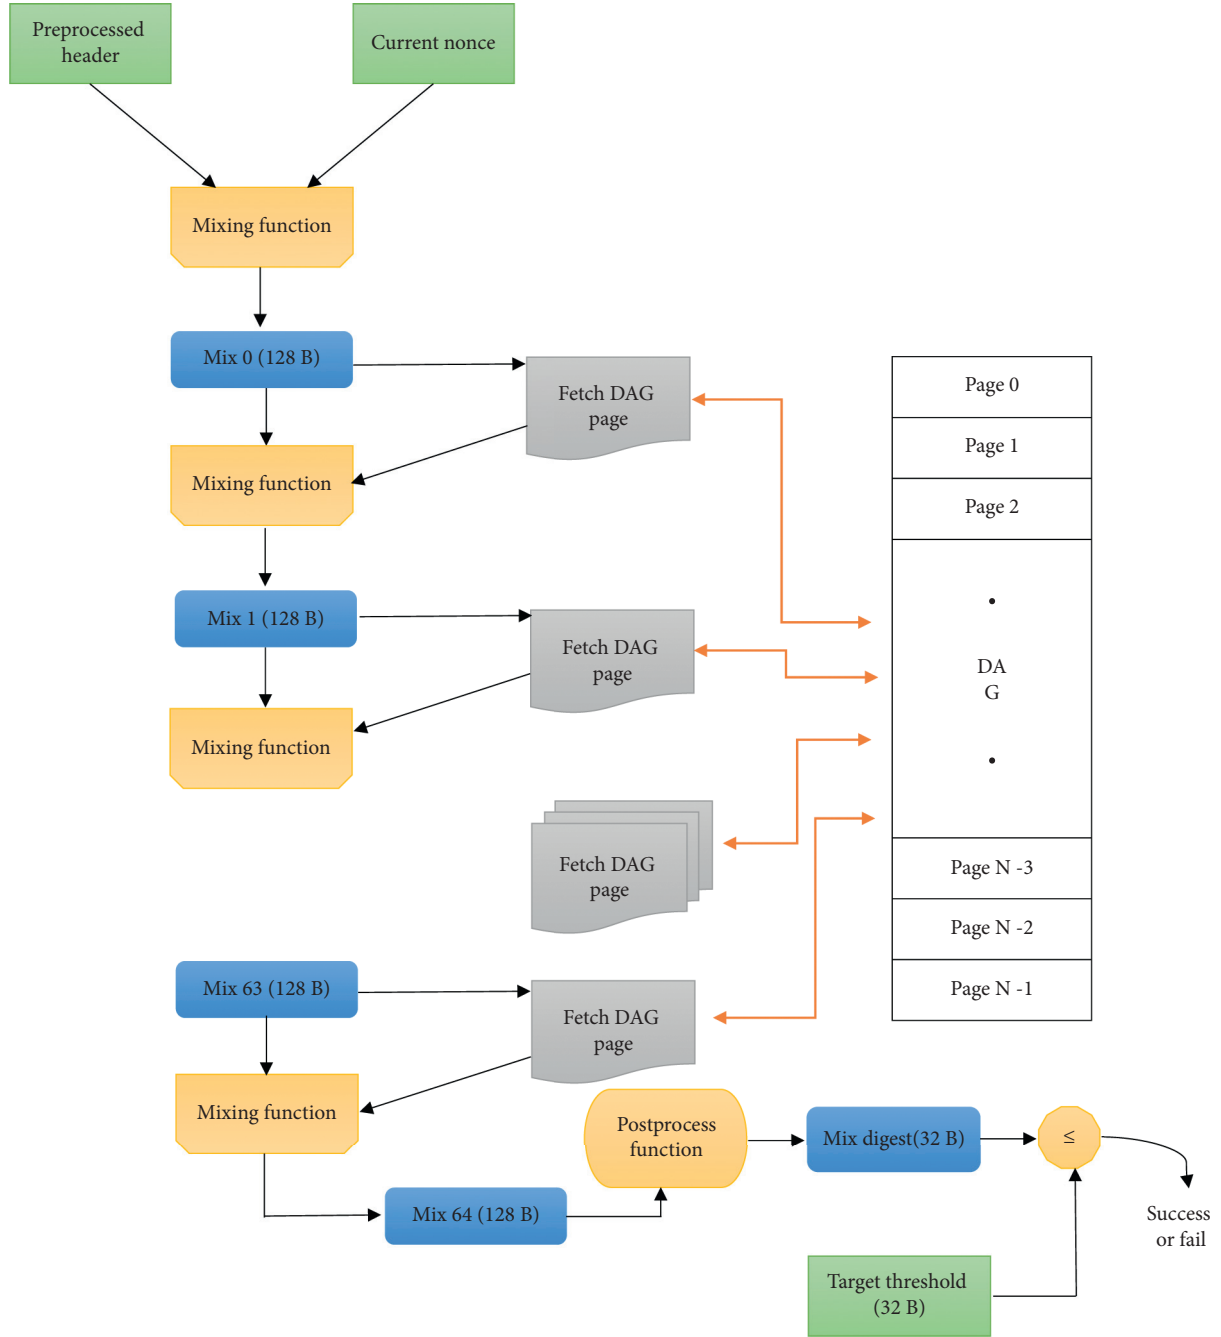 Preprocessed
header
Current nonce
Mixing function
Mix 0 (128 B)
Fetch DAG
page
Mixing function
Mix 1 (128 B)
Fetch DAG
page
Mixing function
Fetch DAG
page
Mix 63 (128 B)
Fetch DAG
page
Mixing function
Mix 64 (128 B)
Postprocess
function
Mix digest(32 B)
≤
Success
or fail
Target threshold
(32 B)
Page 0
Page 1
Page 2
•
DA
G
•
Page N -3
Page N -2
Page N -1